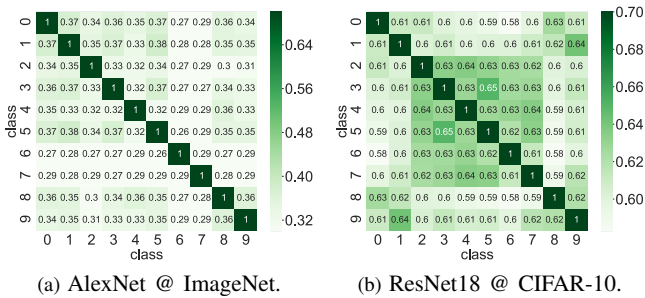 0 1 0.37 0.34 0.36 0.35 0.37 0.27 0.29 0.36 0.34
1 0.37 1 0.35 0.37 0.33 0.38 0.28 0.28 0.35 0.35
2 0.34 0.35 1 0.33 0.32 0.34 0.27 0.29 0.3 0.31
3 0.36 0.37 0.33 1 0.32 0.37 0.29 0.27 0.34 0.34
4 0.35 0.33 0.32 0.32 1 0.32 0.29 0.28 0.32 0.35
5 0.37 0.38 0.34 0.37 0.32 1 0.26 0.29 0.35 0.35
6 0.27 0.28 0.27 0.29 0.29 0.26 1 0.29 0.26 0.29
7 0.29 0.28 0.29 0.27 0.28 0.29 0.29 1 0.28 0.29
8 0.36 0.35 0.3 0.34 0.32 0.35 0.26 0.28 1 0.36
9 0.34 0.35 0.31 0.34 0.35 0.35 0.29 0.29 0.36 1
0 1 2 3 4 5 6 7 8 9
class
class
0.64
0.56
0.48
0.40
0.32
(a) AlexNet @ ImageNet.
0 1 0.61 0.61 0.6 0.6 0.59 0.58 0.6 0.63 0.61
1 0.61 1 0.6 0.61 0.6 0.6 0.6 0.6 0.62 0.64
2 0.61 0.6 1 0.63 0.64 0.63 0.63 0.62 0.6 0.6
3 0.6 0.61 0.63 1 0.63 0.65 0.63 0.63 0.6 0.61
4 0.6 0.6 0.64 0.63 1 0.63 0.63 0.64 0.59 0.61
5 0.59 0.6 0.63 0.65 0.63 1 0.62 0.63 0.59 0.6
6 0.58 0.6 0.63 0.63 0.63 0.62 1 0.61 0.58 0.6
7 0.6 0.6 0.62 0.63 0.64 0.63 0.61 1 0.59 0.62
8 0.63 0.62 0.6 0.6 0.59 0.59 0.58 0.59 1 0.62
9 0.61 0.64 0.6 0.61 0.61 0.6 0.6 0.62 0.62 1
0 1 2 3 4 5 6 7 8 9
class
class
0.70
0.68
0.66
0.64
0.62
0.60
(b) ResNet18 @ CIFAR-10.